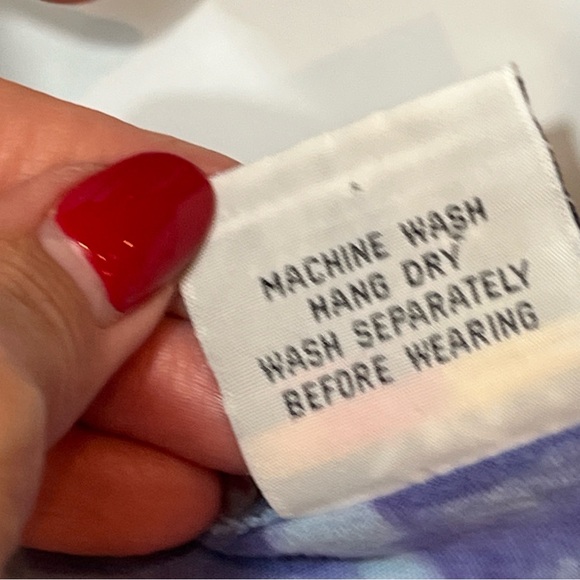 MACHINE WASH
HANG DRY
WASH SEPARATELY
BEFORE WEARING